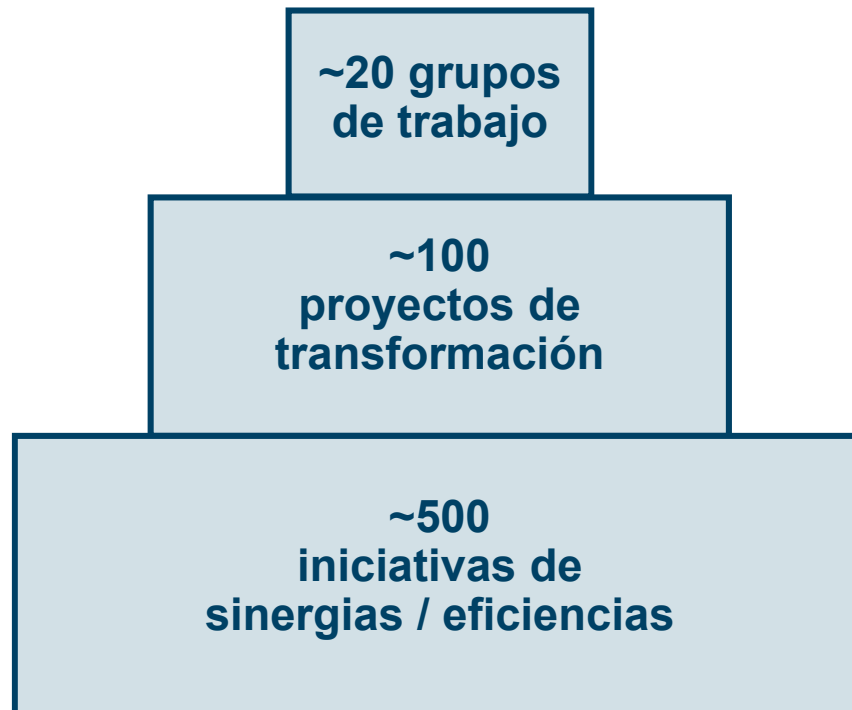 ~20 grupos
de trabajo
~100
proyectos de
transformación
~500
iniciativas de
sinergias / eficiencias